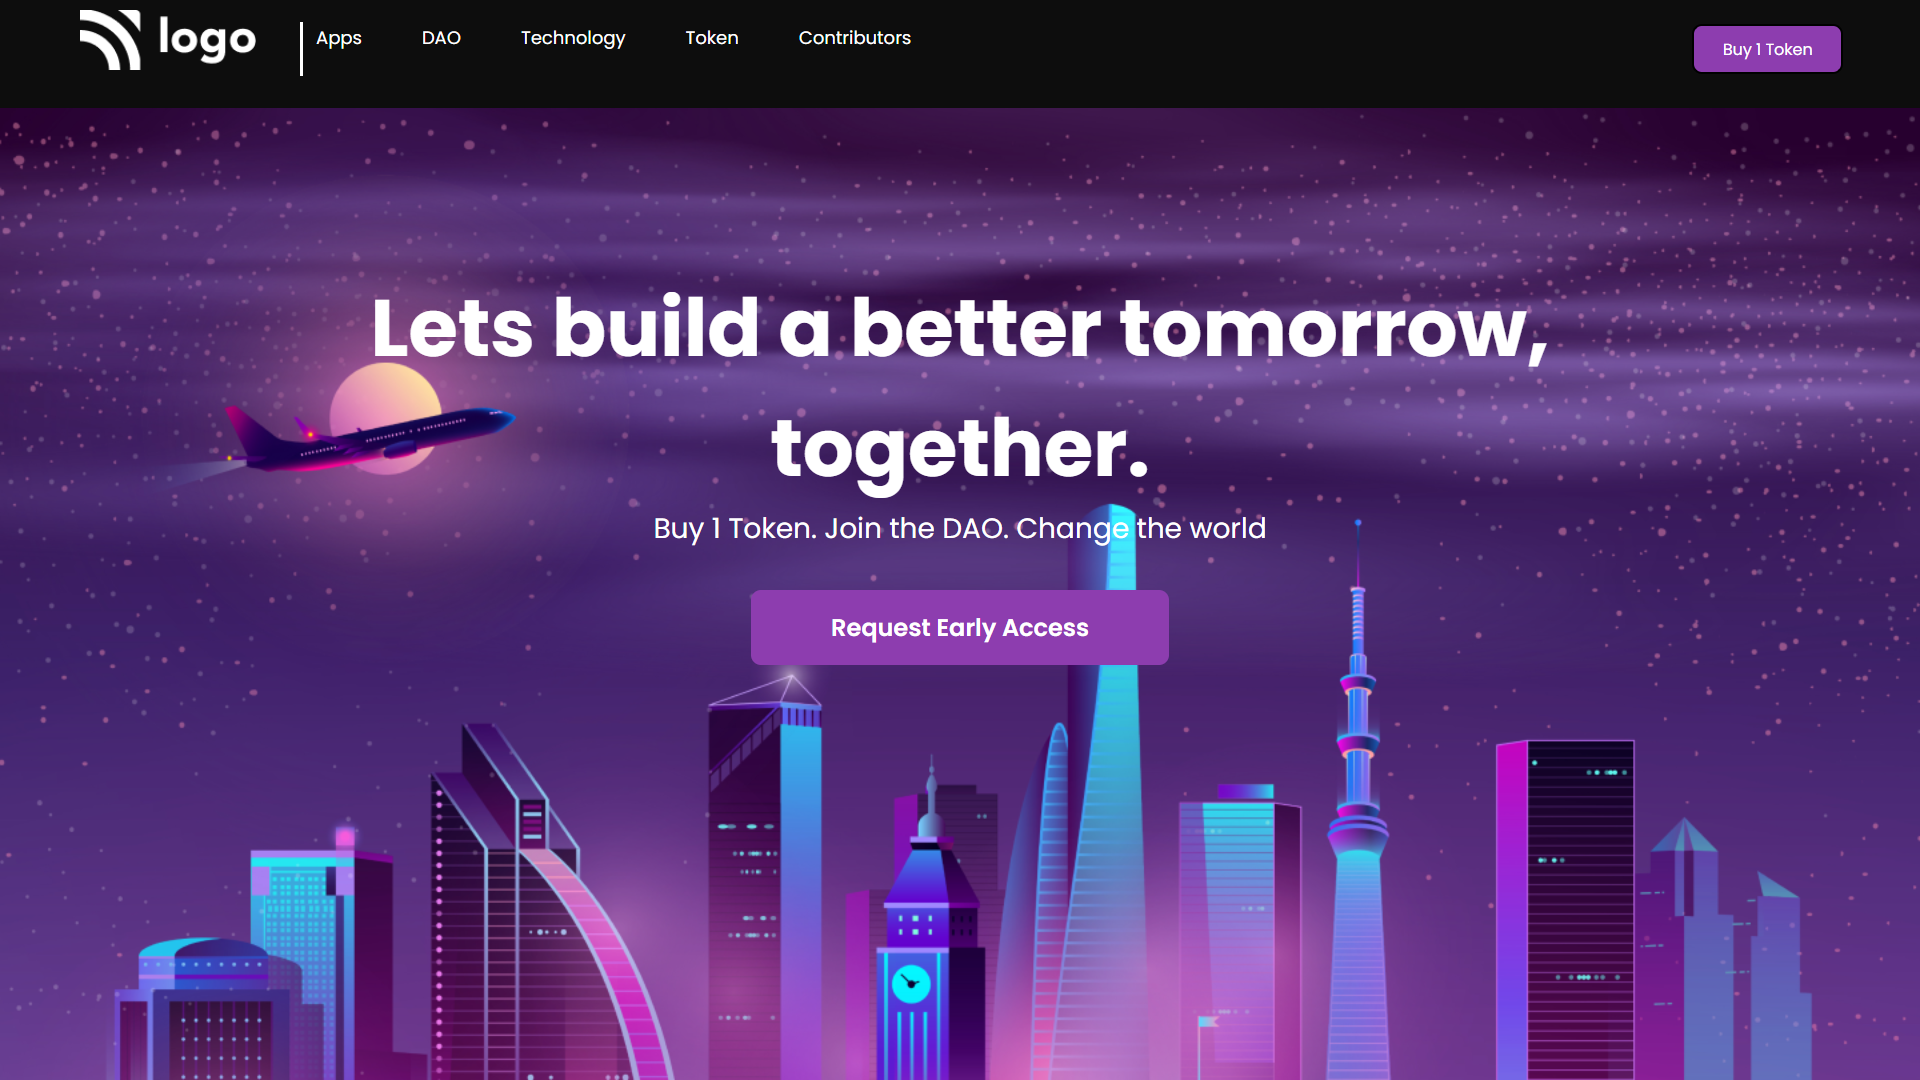 logo
Apps
DAO
Technology
Token
Contributors
Buy 1 Token
Lets build a better tomorrow,
together.
Buy 1 Token. Join the DAO. Change the world
Request Early Access